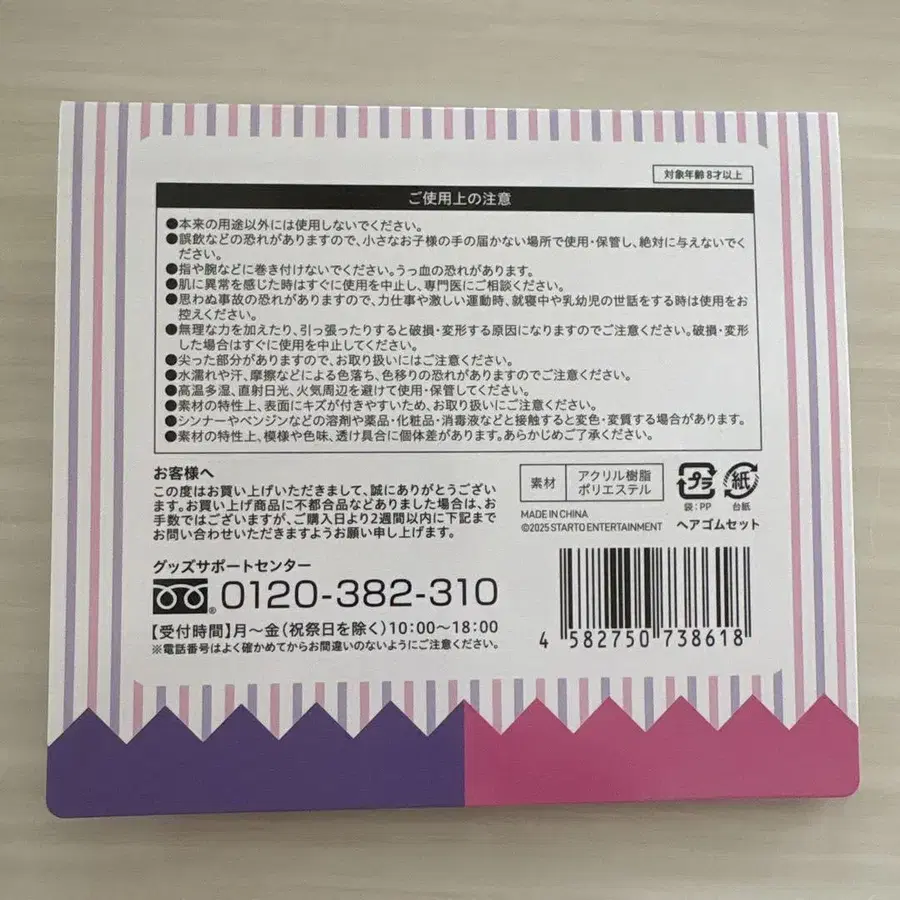 対象年齢8才以上
ご使用上の注意
●本来の用途以外には使用しないでください。
●誤飲などの恐れがありますので、小さなお子様の手の届かない場所で使用・保管し、絶対に与えないでく
ださい。
●指や腕などに巻き付けないでください。うっ血の恐れがあります。
●肌に異常を感じた時はすぐに使用を中止し、専門医にご相談ください。
●思わぬ事故の恐れがありますので、力仕事や激しい運動時、就寝中や乳幼児の世話をする時は使用をお
控えください。
●無理な力を加えたり、引っ張ったりすると破損・変形する原因になりますのでご注意ください。破損・変形
した場合はすぐに使用を中止してください。
●尖った部分がありますので、お取り扱いにはご注意ください。
●水濡れや汗、摩擦などによる色落ち、色移りの恐れがありますのでご注意ください。
●高温多湿、直射日光、火気周辺を避けて使用・保管してください。
●素材の特性上、表面にキズが付きやすいため、お取り扱いにご注意ください。
●シンナーやベンジンなどの溶剤や薬品・化粧品・消毒液などと接触すると変色・変質する場合があります。
●素材の特性上、模様や色味、透け具合に個体差があります。あらかじめご了承ください。
お客様へ
この度はお買い上げいただきまして、誠にありがとうござい
ます。お買い上げ商品に不都合品などありました場合は、お
手数ではございますが、ご購入日より2週間以内に下記まで
お問い合わせいただきますようお願い申し上げます。
グッズサポートセンター
® 0120-382-310
【受付時間】月~金(祝祭日を除く)10:00~18:00
※電話番号はよく確かめてからお間違いのないようにご注意ください。
素材 アクリル樹脂
ポリエステル
プラ 紙
袋:PP 台紙
MADE IN CHINA
©2025 STARTO ENTERTAINMENT ヘアゴムセット
4 582750 738618